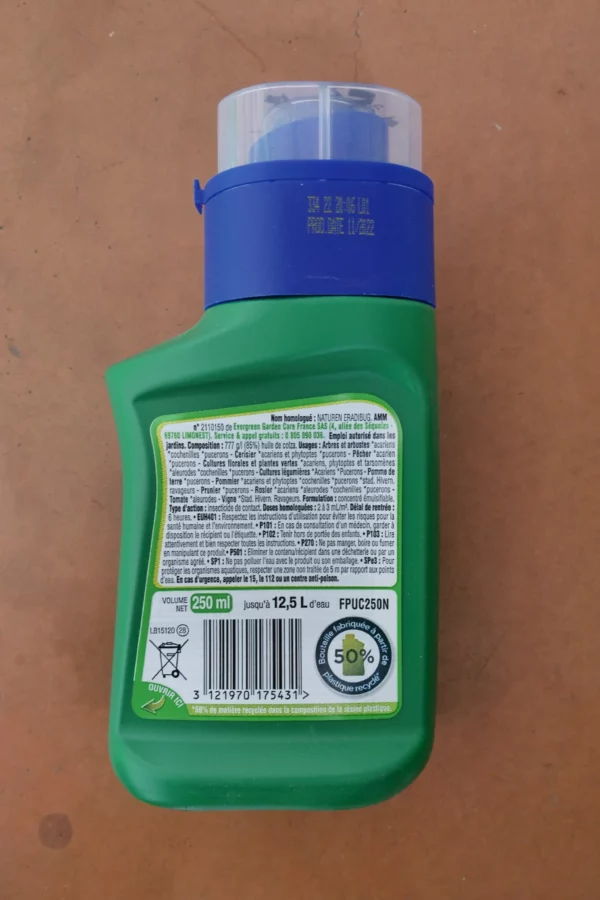 334 22 20:06 L01
PROD.DATE 11/2022
Nom homologué : NATUREN ERADIBUG. AMM
n° 2110150 de Evergreen Garden Care France SAS (4, allée des Séquoias -
69760 LIMONEST). Service & appel gratuits : 0 805 090 036. Emploi autorisé dans les
jardins. Composition : 777 g/l (85%) huile de colza. Usages : Arbres et arbustes *acariens
*cochenilles *pucerons - Cerisier *acariens et phytoptes *pucerons - Pêcher *acarien
*pucerons - Cultures florales et plantes vertes *acariens, phytoptes et tarsonèmes
*aleurodes *cochenilles *pucerons - Cultures légumières *Acariens *Pucerons - Pomme de
terre *pucerons - Pommier *acariens et phytoptes *cochenilles *pucerons *stad. Hivern.
ravageurs - Prunier *pucerons - Rosier *acariens *aleurodes *cochenilles *pucerons -
Tomate *aleurodes - Vigne *Stad. Hivern. Ravageurs. Formulation : concentré émulsifiable.
Type d'action : insecticide de contact. Doses homologuées : 2 à 3 mL/m². Délai de rentrée :
6 heures. • EUH401 : Respectez les instructions d'utilisation pour éviter les risques pour la
santé humaine et l'environnement. • P101 : En cas de consultation d'un médecin, garder à
disposition le récipient ou l'étiquette. • P102 : Tenir hors de portée des enfants. • P103 : Lire
attentivement et bien respecter toutes les instructions. • P270 : Ne pas manger, boire ou fumer
en manipulant ce produit. • P501 : Éliminer le contenu/récipient dans une déchetterie ou par un
organisme agréé. • SP1 : Ne pas polluer l'eau avec le produit ou son emballage. • SPe3 : Pour
protéger les organismes aquatiques, respecter une zone non traitée de 5 m par rapport aux points
d'eau. En cas d'urgence, appeler le 15, le 112 ou un centre anti-poison.
VOLUME NET 250 ml jusqu'à 12,5 L d'eau FPUC250N
LB15120 28
Bouteille fabriquée à partir de
50%*
plastique recyclé*
OUVRIR ICI
3 121970 175431 >
*50% de matière recyclée dans la composition de la résine plastique.